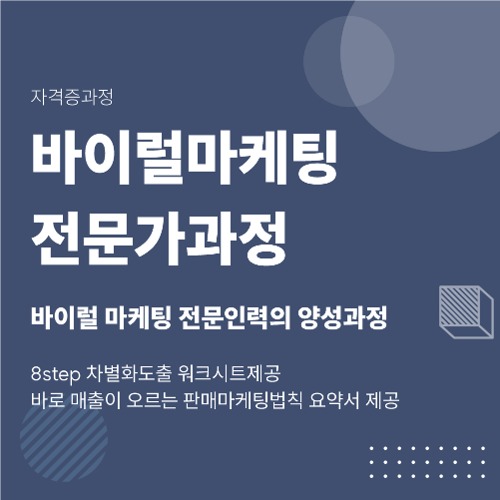 자격증과정
바이럴마케팅
전문가과정
바이럴 마케팅 전문인력의 양성과정
8step 차별화도출 워크시트제공
바로 매출이 오르는 판매마케팅법칙 요약서 제공